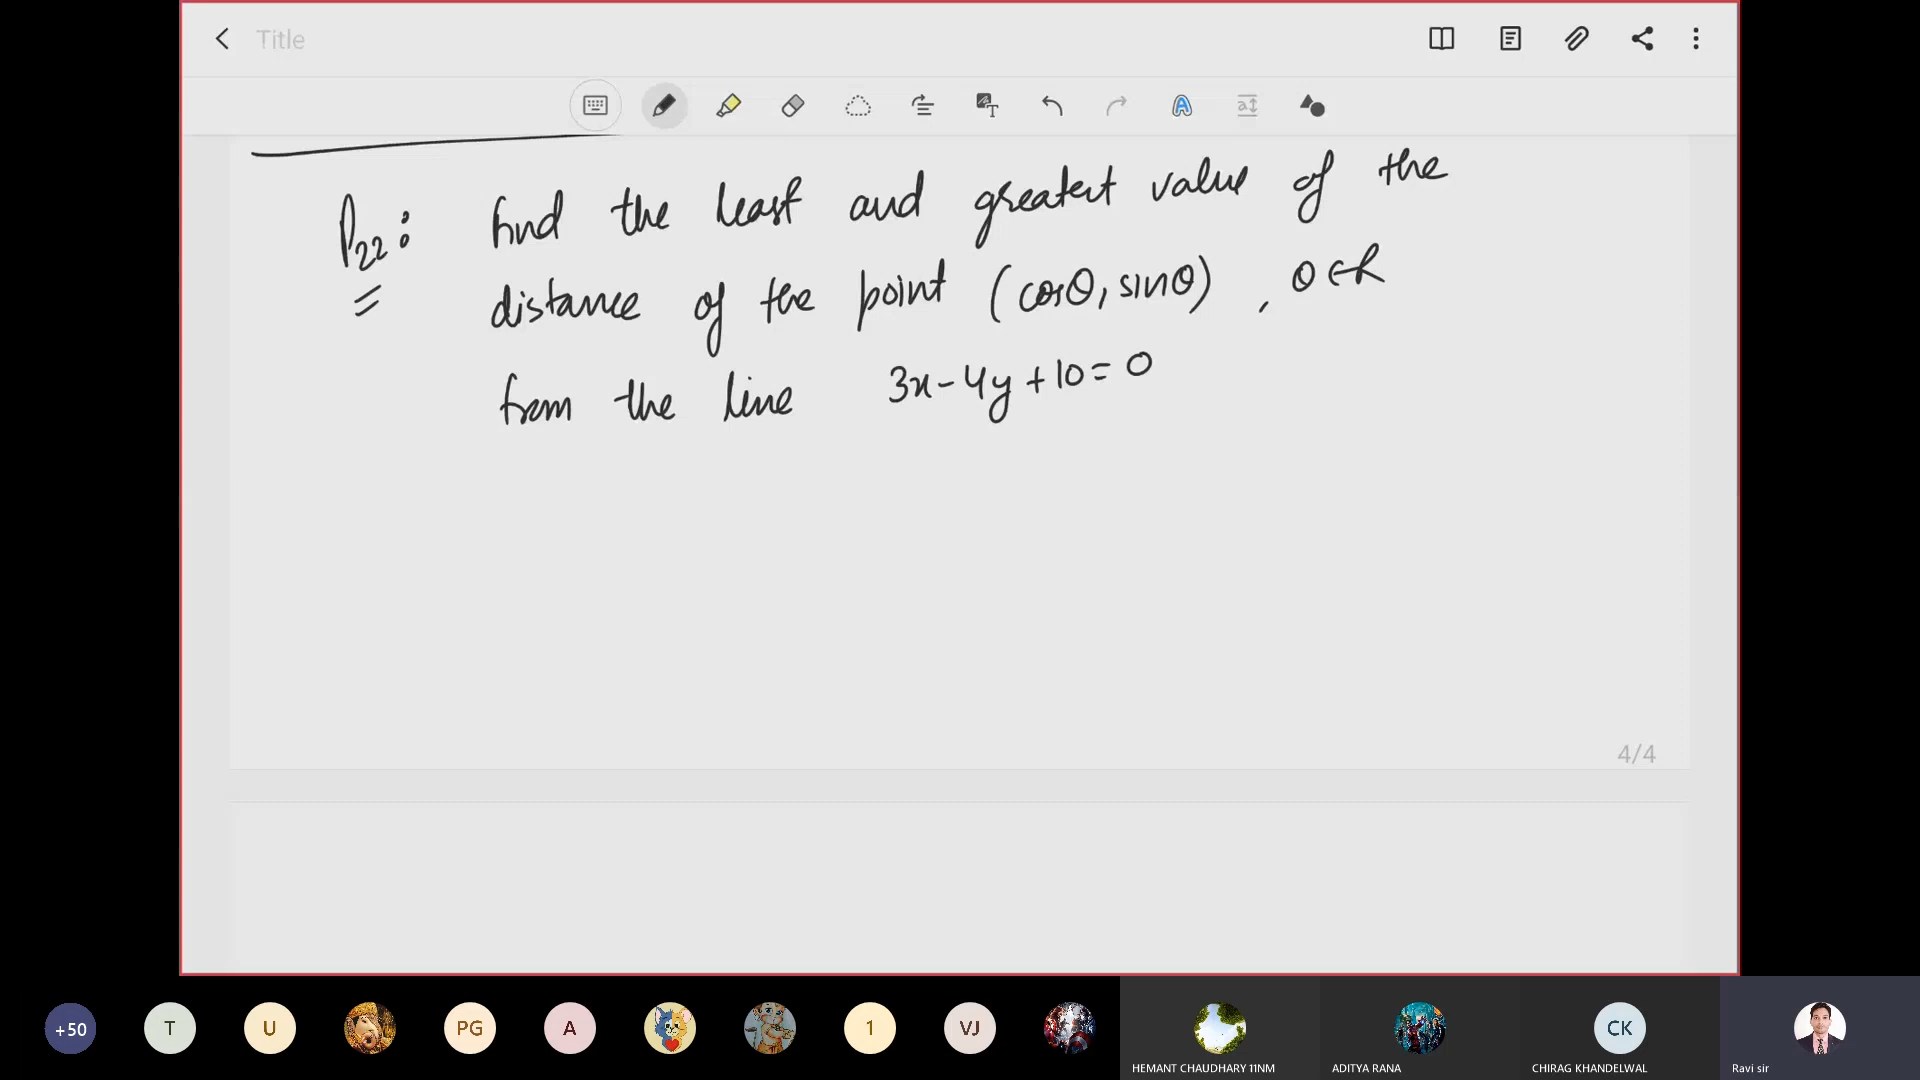 Title
P22: find the least and greatest value of the
distance of the point (cosθ, sinθ), θ∈R
from the line 3x-4y+10=0
4/4
+50 T U PG A 1 VJ CK
HEMANT CHAUDHARY 11NM ADITYA RANA CHIRAG KHANDELWAL Ravi sir